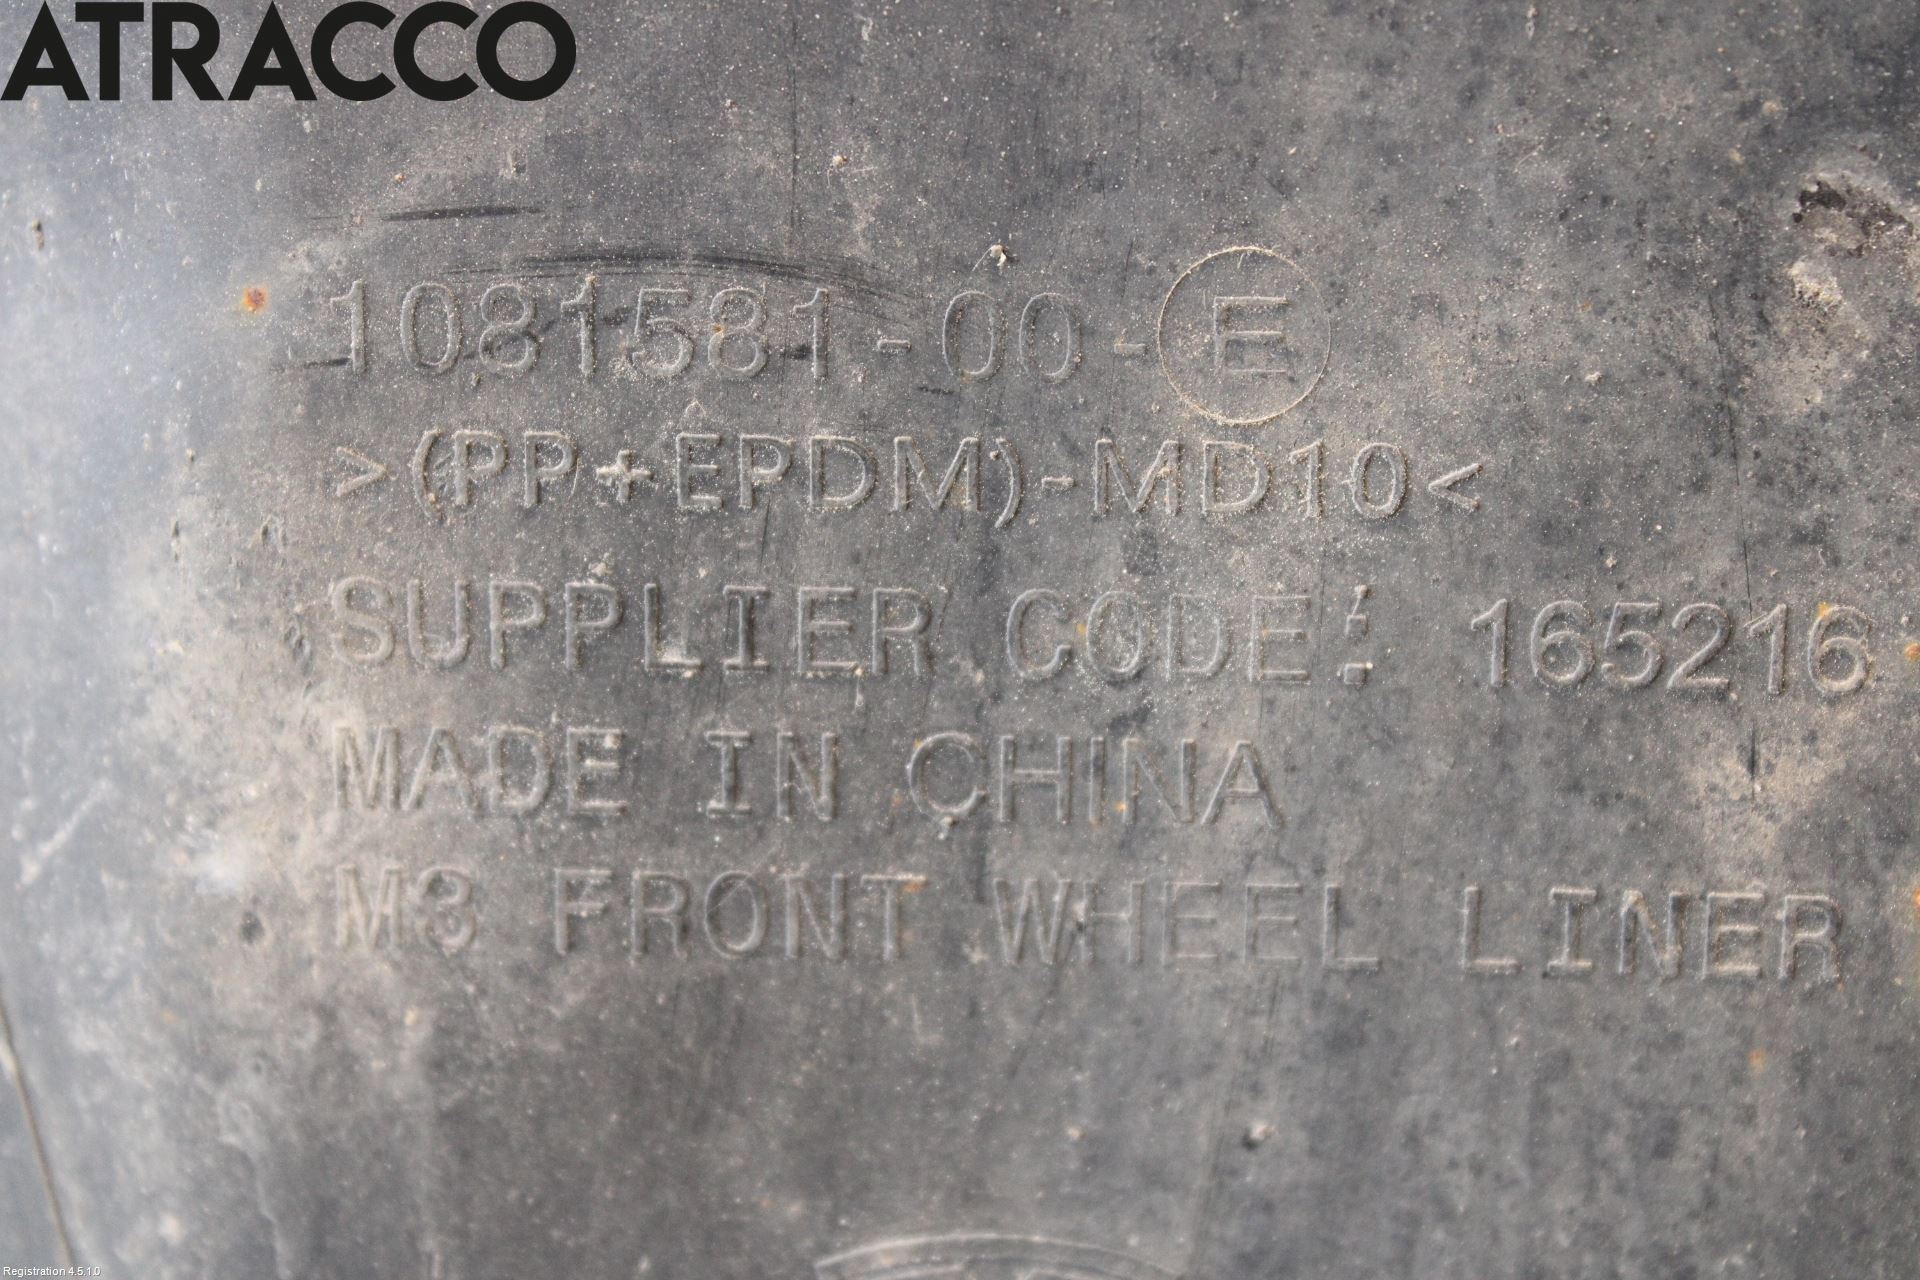 ATRACCO
1081581-00-E
>(PP+EPDM)-MD10<
SUPPLIER CODE: 165216
MADE IN CHINA
M3 FRONT WHEEL LINER
Registration 4.5.1.0